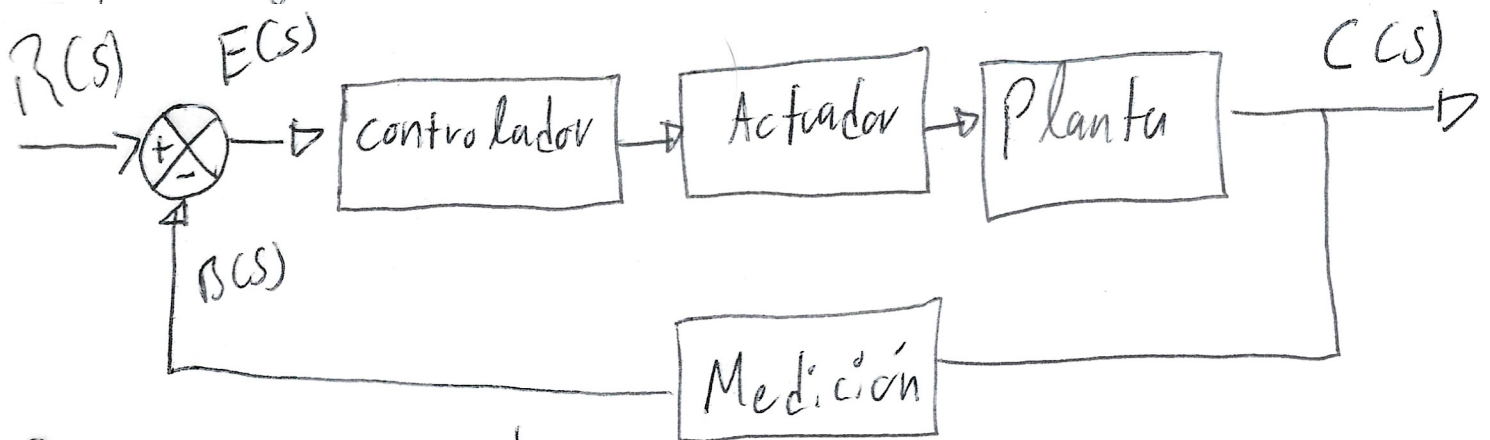 R(S)
E(S)
C(S)
+
-
controlador
Actuador
Planta
B(S)
Medición